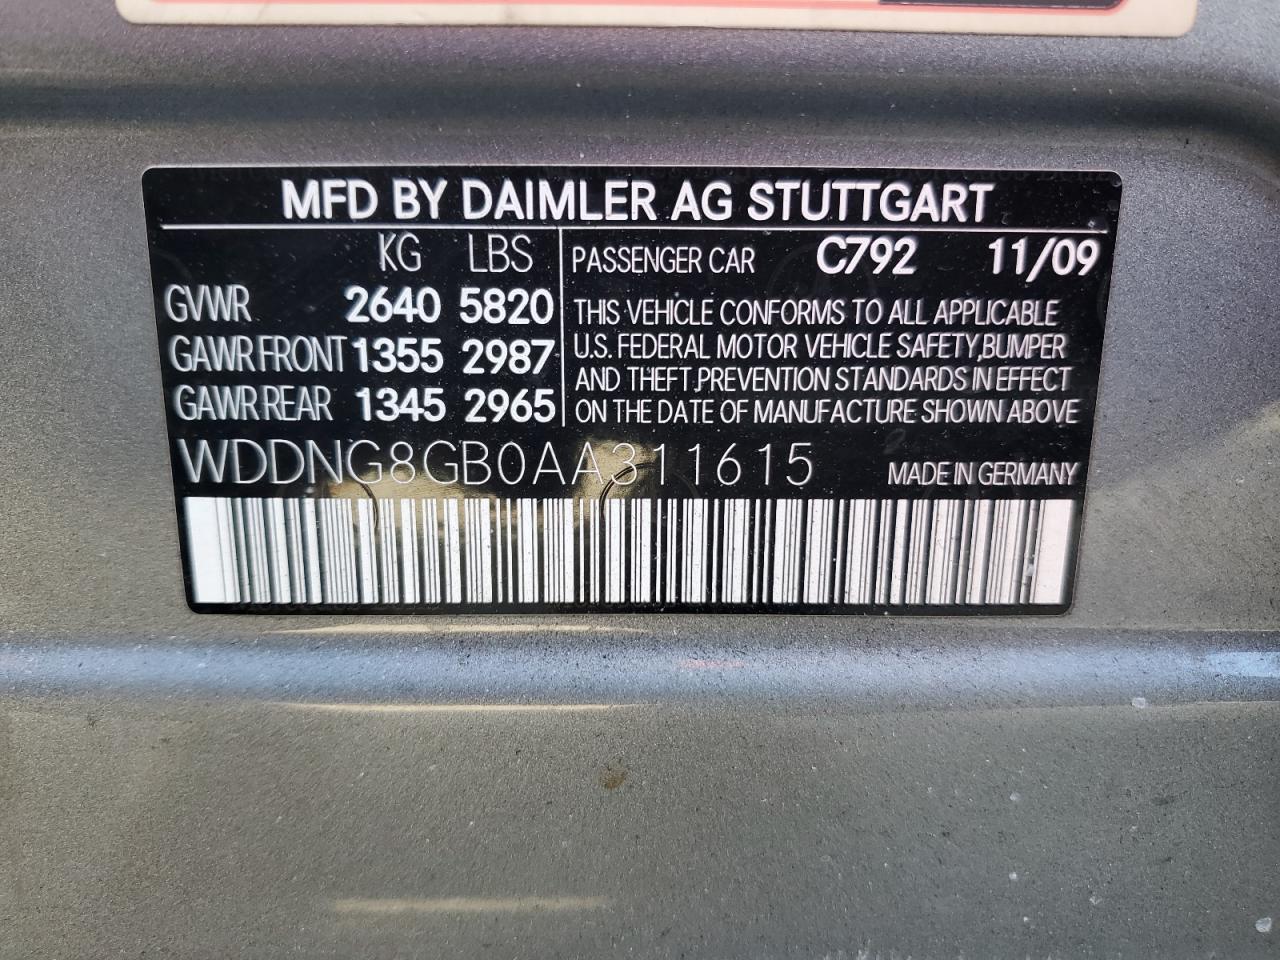 MFD BY DAIMLER AG STUTTGART
KG LBS
GVWR 2640 5820
GAWR FRONT 1355 2987
GAWR REAR 1345 2965
PASSENGER CAR C792 11/09
THIS VEHICLE CONFORMS TO ALL APPLICABLE
U.S. FEDERAL MOTOR VEHICLE SAFETY, BUMPER
AND THEFT PREVENTION STANDARDS IN EFFECT
ON THE DATE OF MANUFACTURE SHOWN ABOVE
WDDNG8GB0AA311615 MADE IN GERMANY